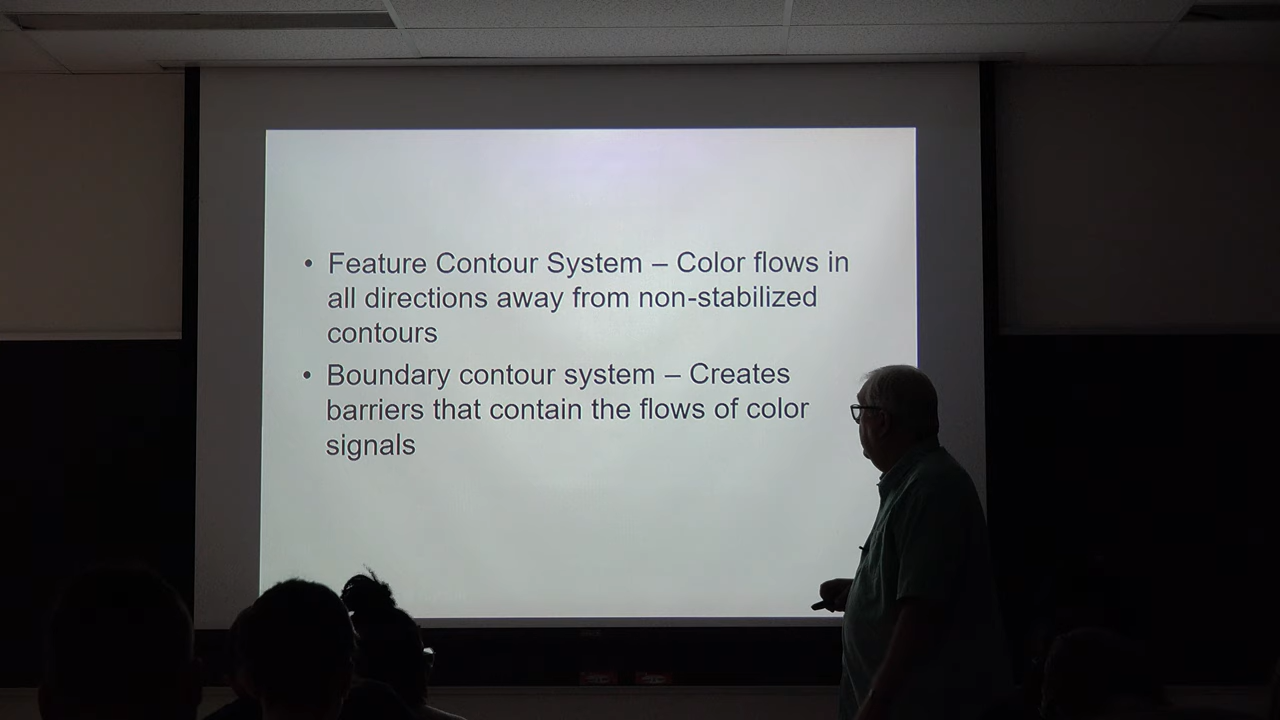 • Feature Contour System – Color flows in
all directions away from non-stabilized
contours
• Boundary contour system – Creates
barriers that contain the flows of color
signals